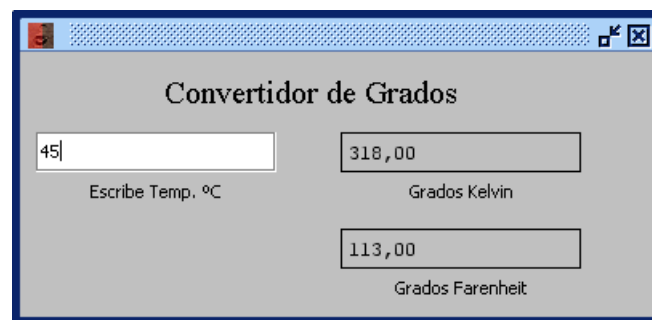 Convertidor de Grados
45
318,00
Escribe Temp. ºC
Grados Kelvin
113,00
Grados Farenheit